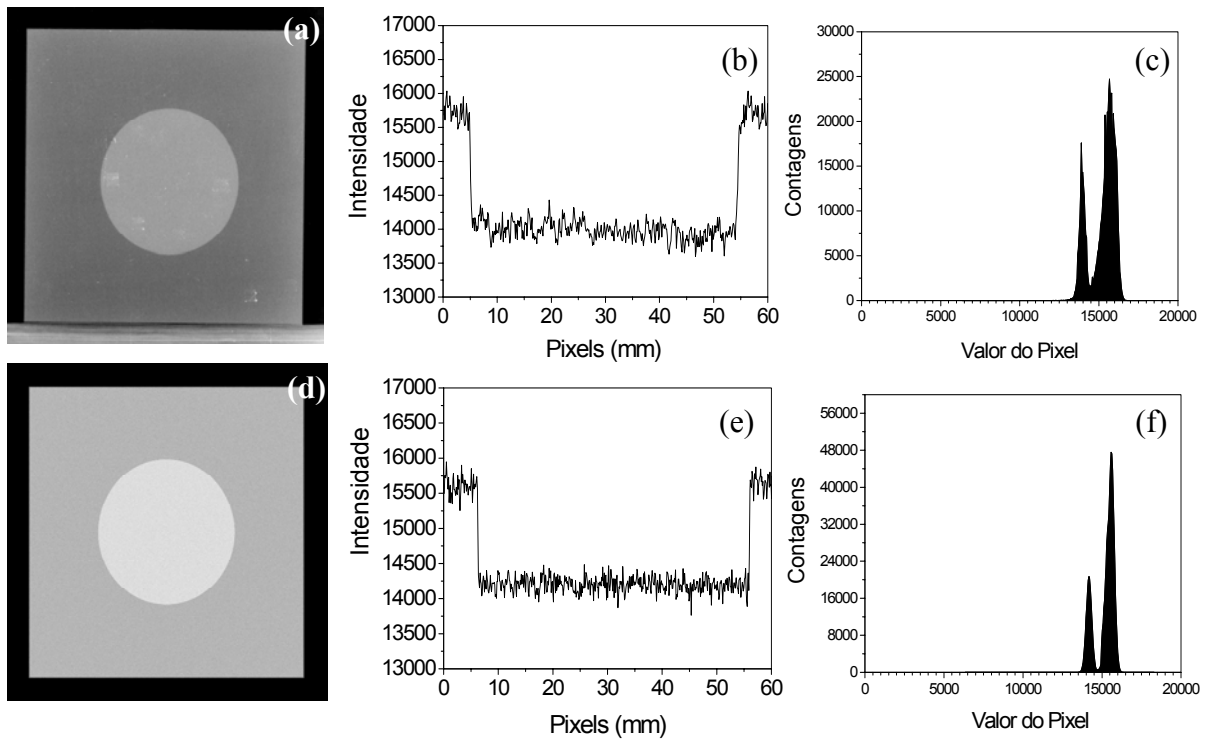 (a)
17000
16500
16000
15500
15000
14500
14000
13500
13000
Intensidade
(b)
0 10 20 30 40 50 60
Pixels (mm)
30000
25000
20000
15000
10000
5000
0
Contagens
(c)
0 5000 10000 15000 20000
Valor do Pixel
(d)
17000
16500
16000
15500
15000
14500
14000
13500
13000
Intensidade
(e)
0 10 20 30 40 50 60
Pixels (mm)
56000
48000
40000
32000
24000
16000
8000
0
Contagens
(f)
0 5000 10000 15000 20000
Valor do Pixel